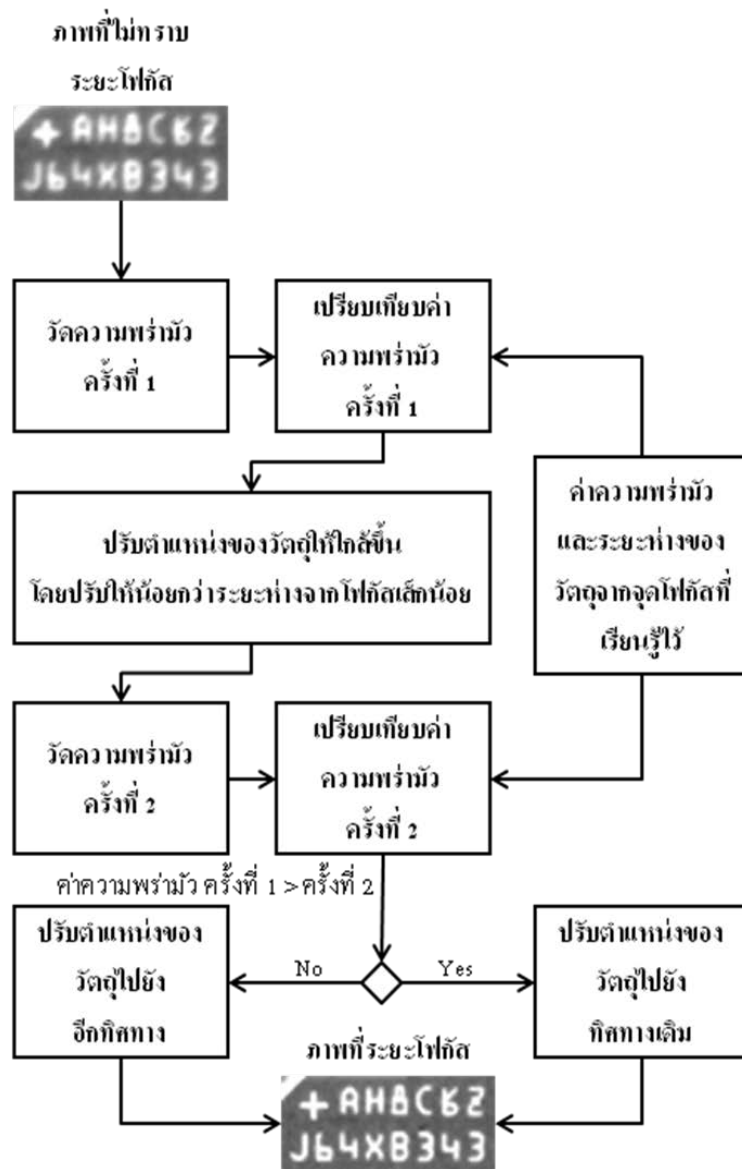 ภาพที่ไม่ทราบ
ระยะโฟกัส
+ AH8CK2
J64XB343
วัดความพร่ามัว
ครั้งที่ 1
เปรียบเทียบค่า
ความพร่ามัว
ครั้งที่ 1
ค่าความพร่ามัว
และระยะห่างของ
วัตถุจากจุดโฟกัสที่
เรียนรู้ไว้
ปรับตำแหน่งของวัตถุให้ใกล้ขึ้น
โดยปรับให้น้อยกว่าระยะห่างจากโฟกัสเล็กน้อย
วัดความพร่ามัว
ครั้งที่ 2
เปรียบเทียบค่า
ความพร่ามัว
ครั้งที่ 2
ค่าความพร่ามัว ครั้งที่ 1 > ครั้งที่ 2
No
Yes
ปรับตำแหน่งของ
วัตถุไปยัง
อีกทิศทาง
ปรับตำแหน่งของ
วัตถุไปยัง
ทิศทางเดิม
ภาพที่ระยะโฟกัส
+ AH8CK2
J64XB343